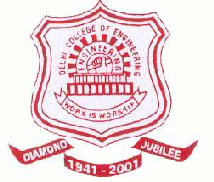 DELHI COLLEGE OF ENGINEERING
ENGINEERING
WORK IS WORSHIP
DIAMOND
1941-2001
JUBILEE